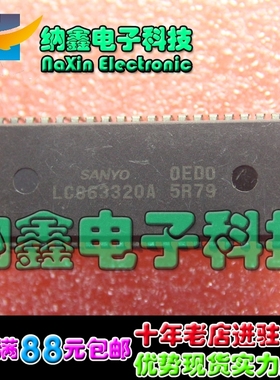 纳鑫电子科技
NaXin Electronic
SANYO 0EDD
LC863320A 5R79
纳鑫电子科技
满88元包邮
十年老店进驻
优势现货实力